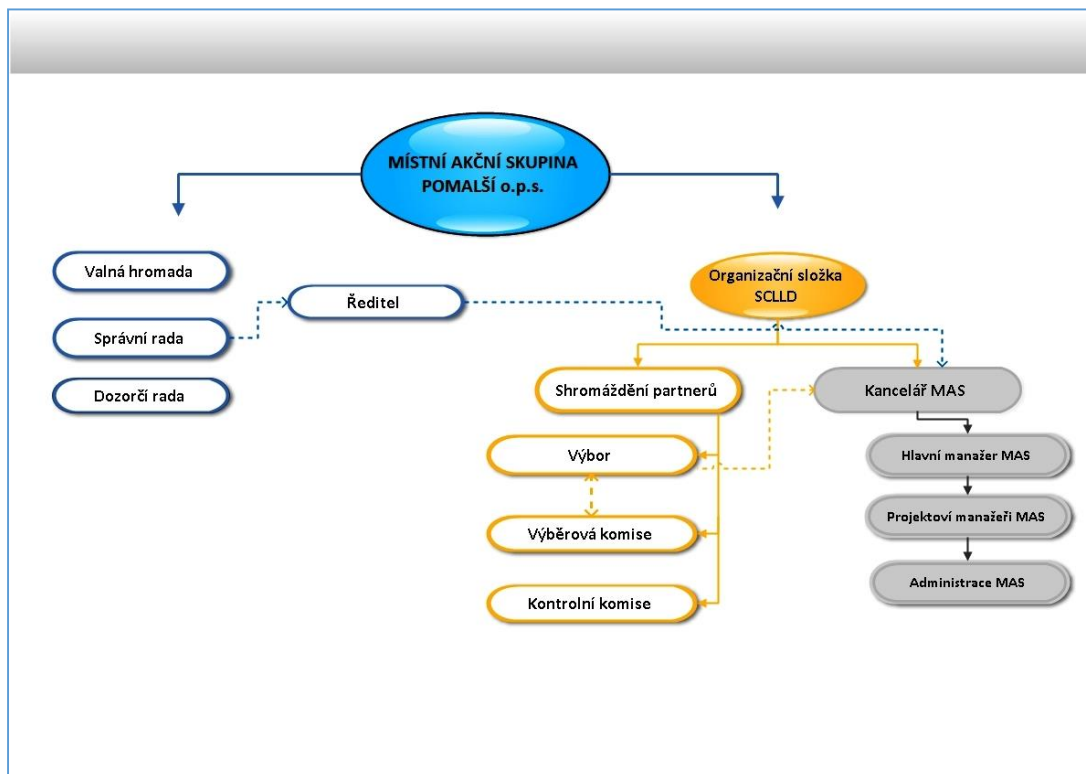 MÍSTNÍ AKČNÍ SKUPINA
POMALŠÍ o.p.s.
Valná hromada
Správní rada
Dozorčí rada
Ředitel
Organizační složka
SCLLD
Shromáždění partnerů
Výbor
Výběrová komise
Kontrolní komise
Kancelář MAS
Hlavní manažer MAS
Projektoví manažeři MAS
Administrace MAS